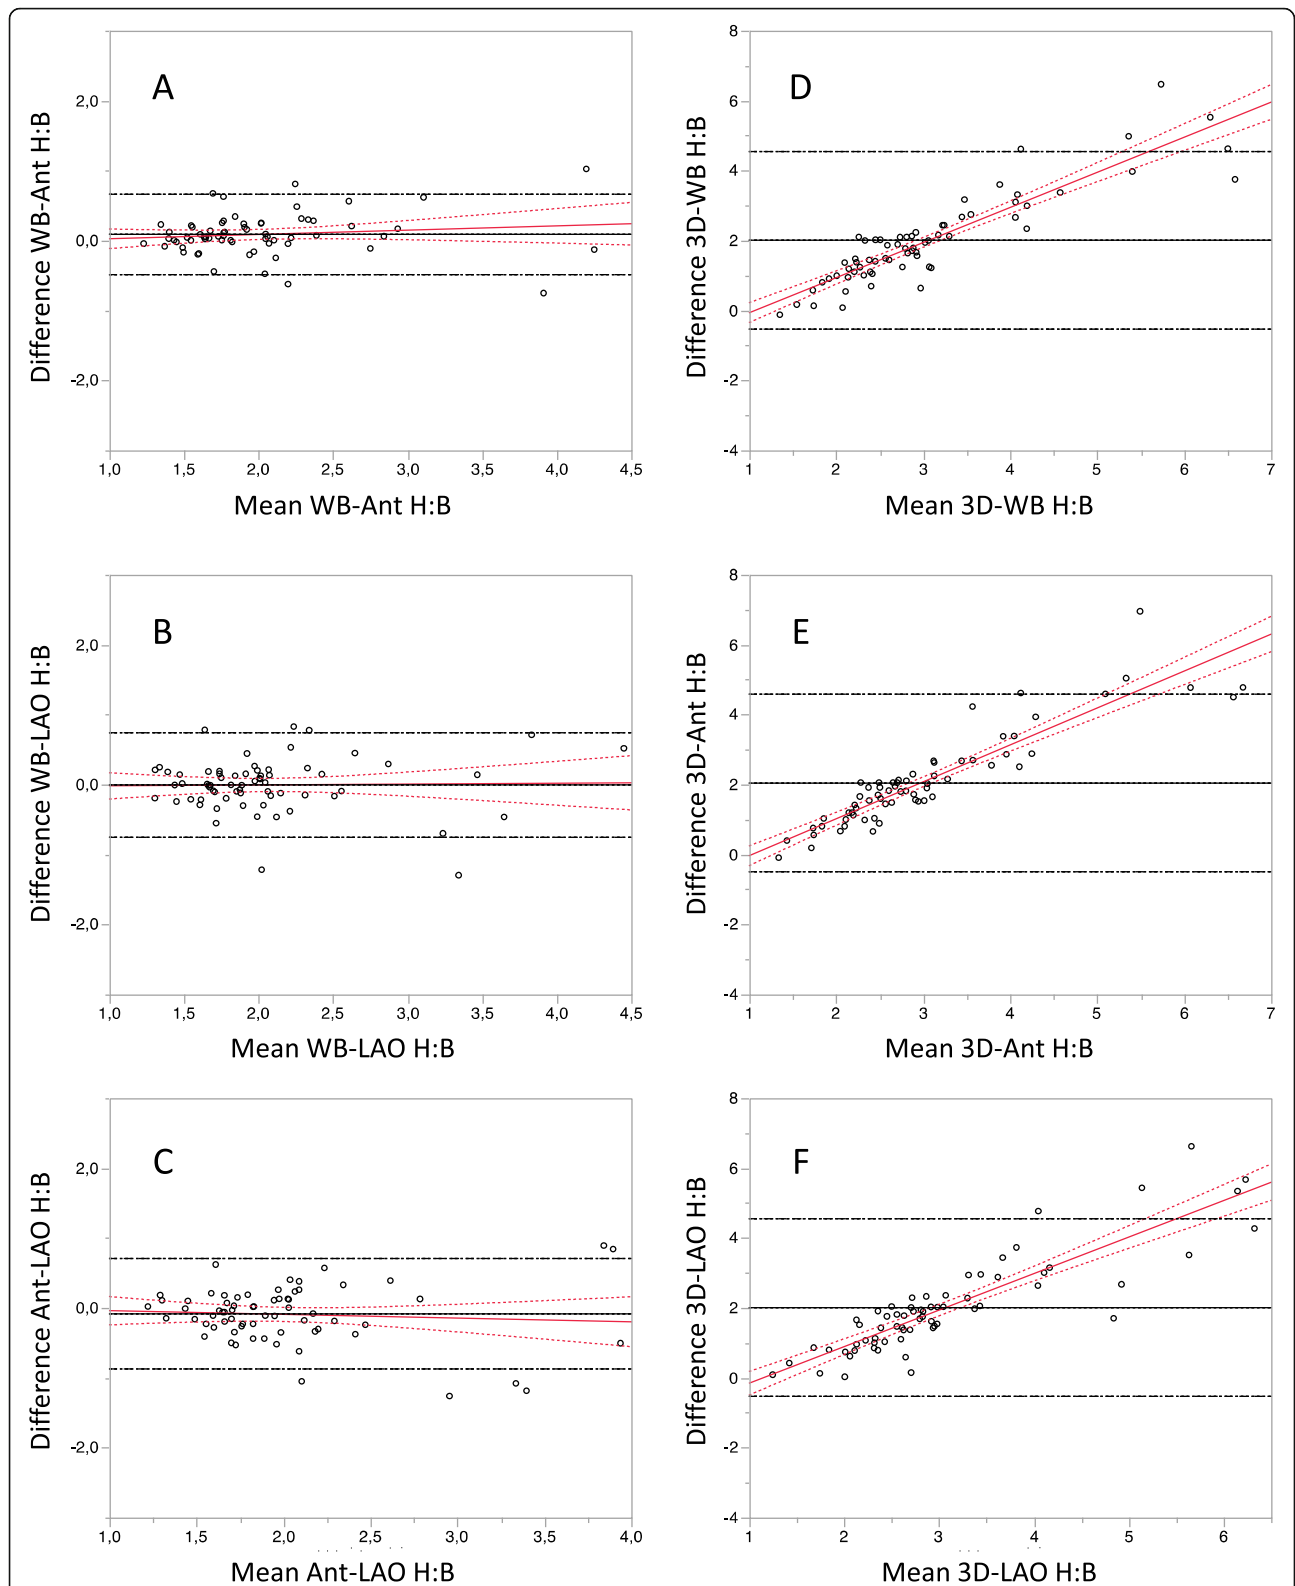 A
Difference WB-Ant H:B
2,0
0,0
-2,0
1,0 1,5 2,0 2,5 3,0 3,5 4,0 4,5
Mean WB-Ant H:B
D
Difference 3D-WB H:B
8
6
4
2
0
-2
-4
1 2 3 4 5 6 7
Mean 3D-WB H:B
B
Difference WB-LAO H:B
2,0
0,0
-2,0
1,0 1,5 2,0 2,5 3,0 3,5 4,0 4,5
Mean WB-LAO H:B
E
Difference 3D-Ant H:B
8
6
4
2
0
-2
-4
1 2 3 4 5 6 7
Mean 3D-Ant H:B
C
Difference Ant-LAO H:B
2,0
0,0
-2,0
1,0 1,5 2,0 2,5 3,0 3,5 4,0
Mean Ant-LAO H:B
F
Difference 3D-LAO H:B
8
6
4
2
0
-2
-4
1 2 3 4 5 6
Mean 3D-LAO H:B